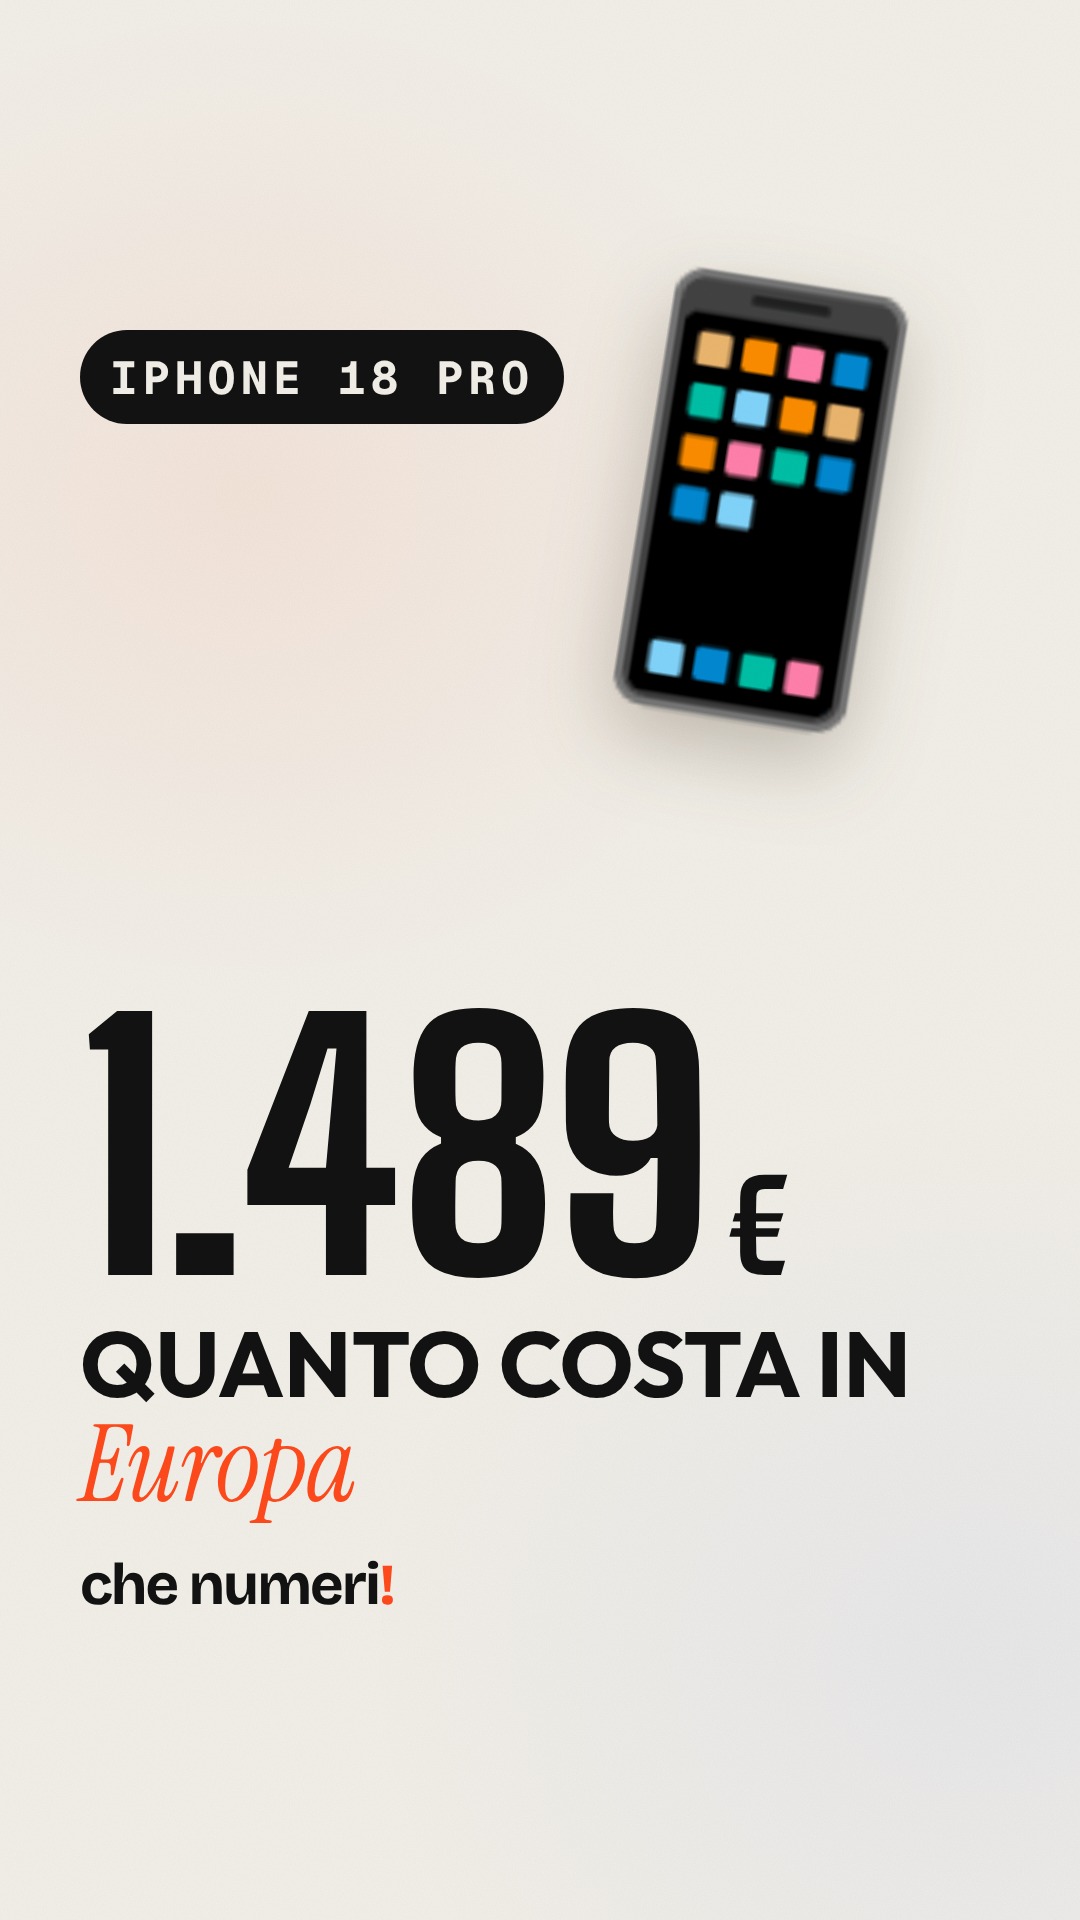 IPHONE 18 PRO
1.489 €
QUANTO COSTA IN
Europa
che numeri!